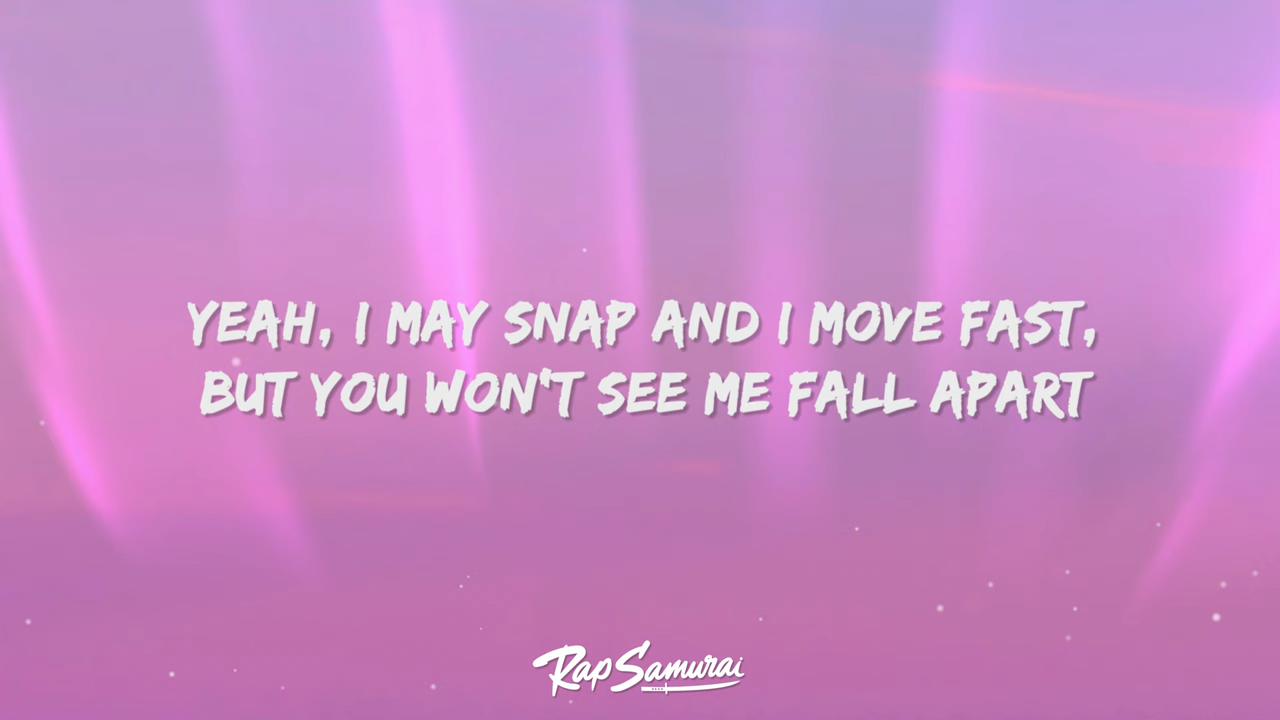 YEAH, I MAY SNAP AND I MOVE FAST,
BUT YOU WON'T SEE ME FALL APART
RapSamurai